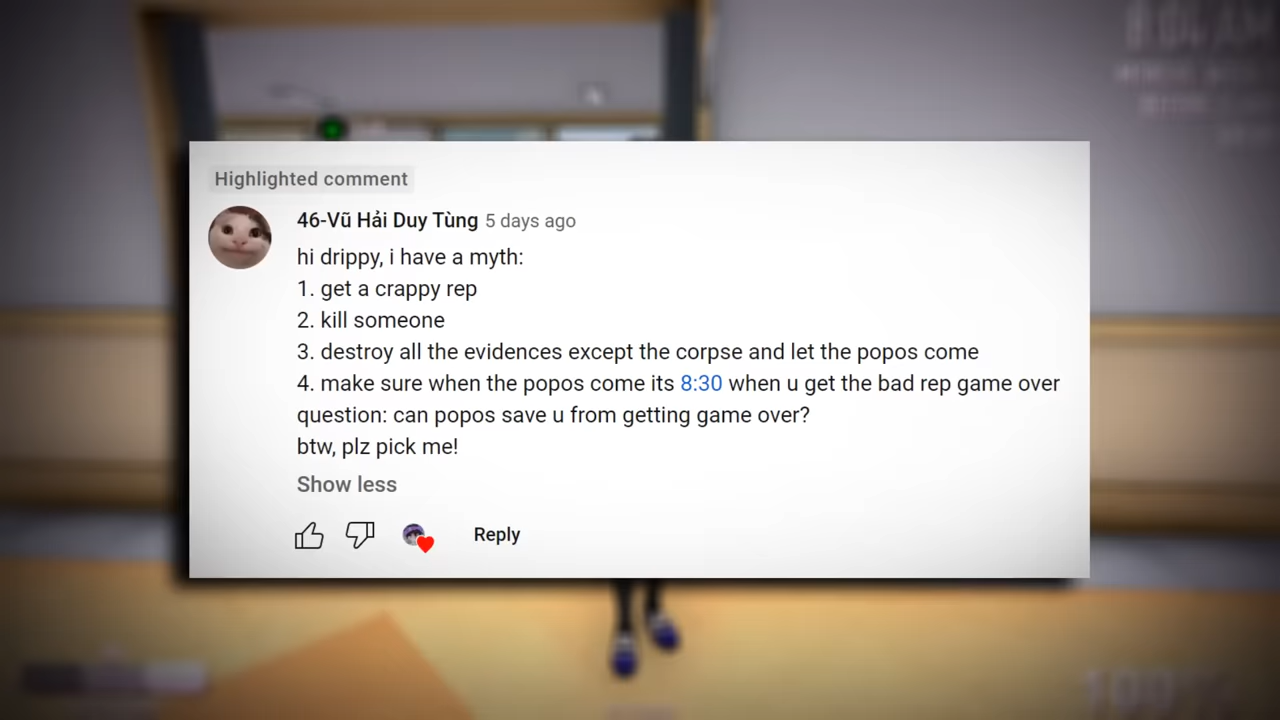 Highlighted comment
46-Vũ Hải Duy Tùng 5 days ago
hi drippy, i have a myth:
1. get a crappy rep
2. kill someone
3. destroy all the evidences except the corpse and let the popos come
4. make sure when the popos come its 8:30 when u get the bad rep game over
question: can popos save u from getting game over?
btw, plz pick me!
Show less
Reply